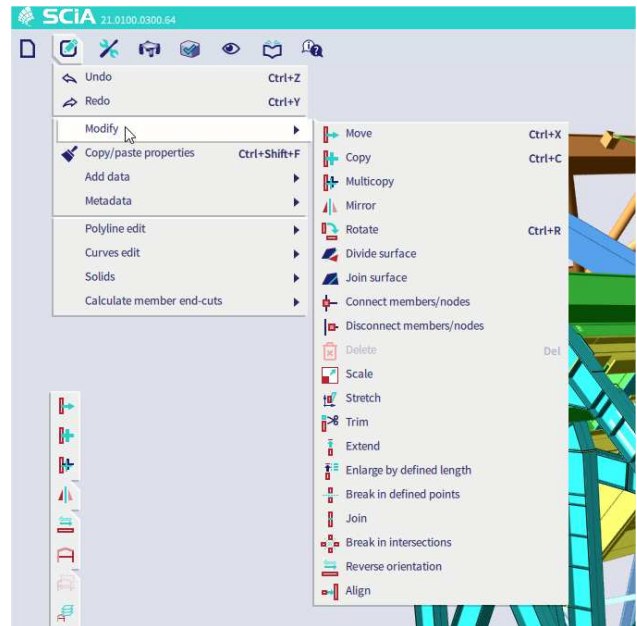 SCiA 21.0100.0300.64
Undo Ctrl+Z
Redo Ctrl+Y
Modify
Copy/paste properties Ctrl+Shift+F
Add data
Metadata
Polyline edit
Curves edit
Solids
Calculate member end-cuts
Move Ctrl+X
Copy Ctrl+C
Multicopy
Mirror
Rotate Ctrl+R
Divide surface
Join surface
Connect members/nodes
Disconnect members/nodes
Delete Del
Scale
Stretch
Trim
Extend
Enlarge by defined length
Break in defined points
Join
Break in intersections
Reverse orientation
Align